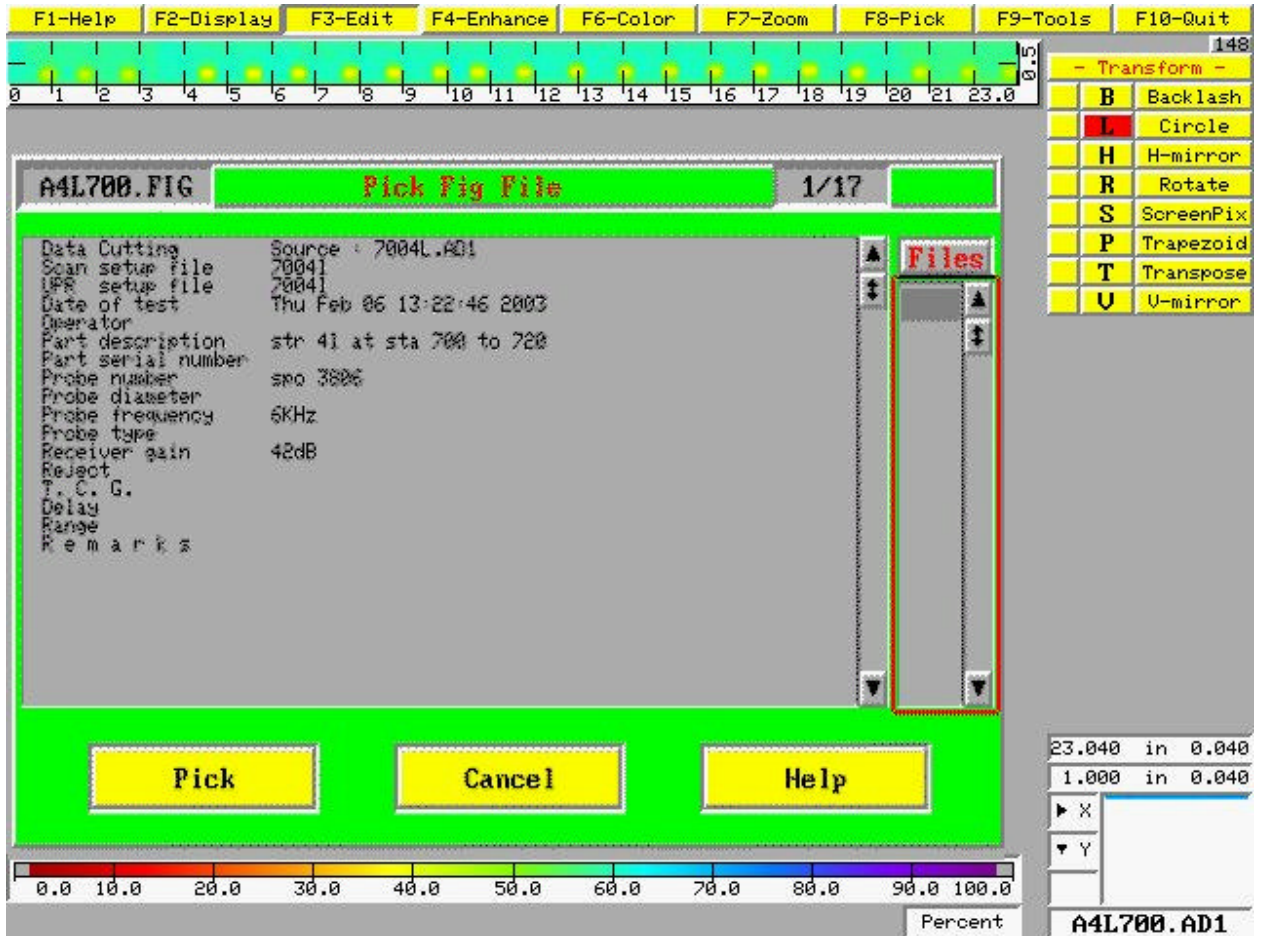 F1-Help F2-Display F3-Edit F4-Enhance F6-Color F7-Zoom F8-Pick F9-Tools F10-Quit
148
0.5
0 1 2 3 4 5 6 7 8 9 10 11 12 13 14 15 16 17 18 19 20 21 23.0
- Transform -
B Backlash
L Circle
H H-mirror
R Rotate
S ScreenPix
P Trapezoid
T Transpose
V V-mirror
A4L700.FIG Pick Fig File 1/17
Files
Data Cutting Source : 7004L.AD1
Scan setup file 7004l
UPR setup file 7004l
Date of test Thu Feb 06 13:22:46 2003
Operator
Part description str 4l at sta 700 to 720
Part serial number
Probe number spo 3806
Probe diameter
Probe frequency 6KHz
Probe type
Receiver gain 42dB
Reject
T. C. G.
Delay
Range
R e m a r k s
Pick Cancel Help
23.040 in 0.040
1.000 in 0.040
X
Y
0.0 10.0 20.0 30.0 40.0 50.0 60.0 70.0 80.0 90.0 100.0
Percent
A4L700.AD1